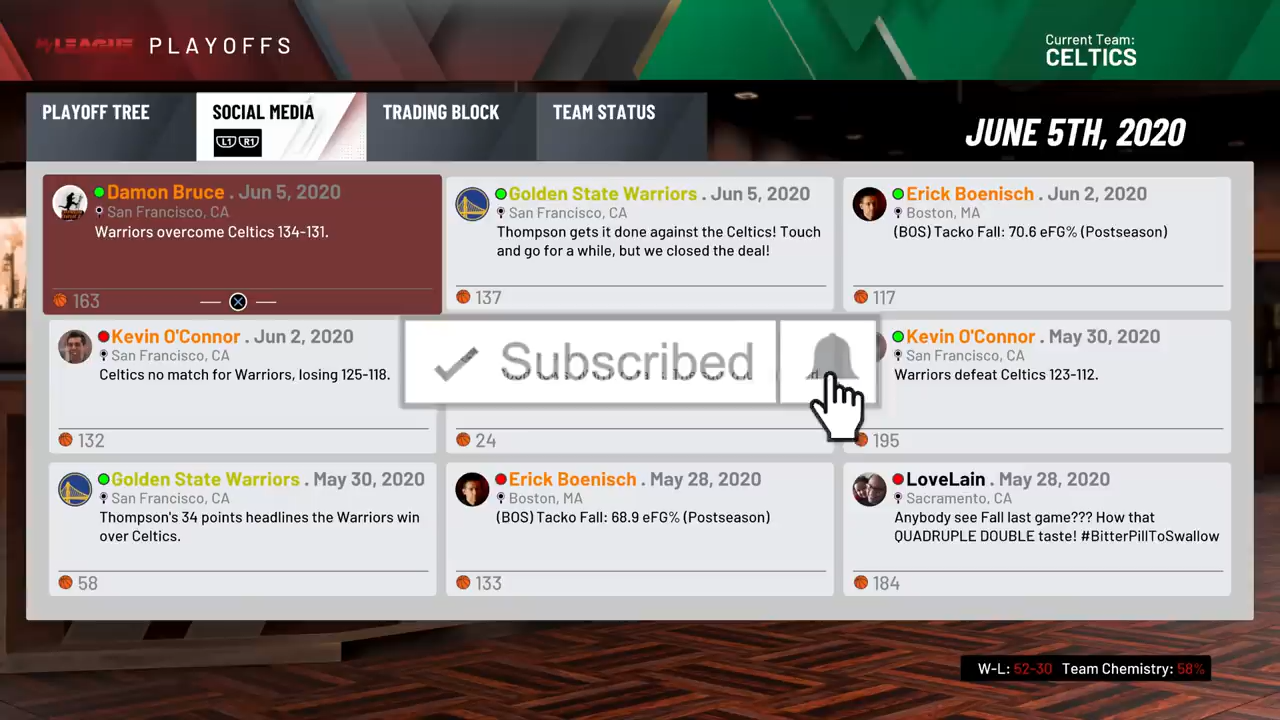 MyLEAGUE PLAYOFFS
Current Team:
CELTICS
PLAYOFF TREE
SOCIAL MEDIA
L1 R1
TRADING BLOCK
TEAM STATUS
JUNE 5TH, 2020
Damon Bruce . Jun 5, 2020
San Francisco, CA
Warriors overcome Celtics 134-131.
163
Golden State Warriors . Jun 5, 2020
San Francisco, CA
Thompson gets it done against the Celtics! Touch
and go for a while, but we closed the deal!
137
Erick Boenisch . Jun 2, 2020
Boston, MA
(BOS) Tacko Fall: 70.6 eFG% (Postseason)
117
Kevin O'Connor . Jun 2, 2020
San Francisco, CA
Celtics no match for Warriors, losing 125-118.
132
Subscribed
24
Kevin O'Connor . May 30, 2020
San Francisco, CA
Warriors defeat Celtics 123-112.
195
Golden State Warriors . May 30, 2020
San Francisco, CA
Thompson's 34 points headlines the Warriors win
over Celtics.
58
Erick Boenisch . May 28, 2020
Boston, MA
(BOS) Tacko Fall: 68.9 eFG% (Postseason)
133
LoveLain . May 28, 2020
Sacramento, CA
Anybody see Fall last game??? How that
QUADRUPLE DOUBLE taste! #BitterPillToSwallow
184
W-L: 52-30 Team Chemistry: 58%